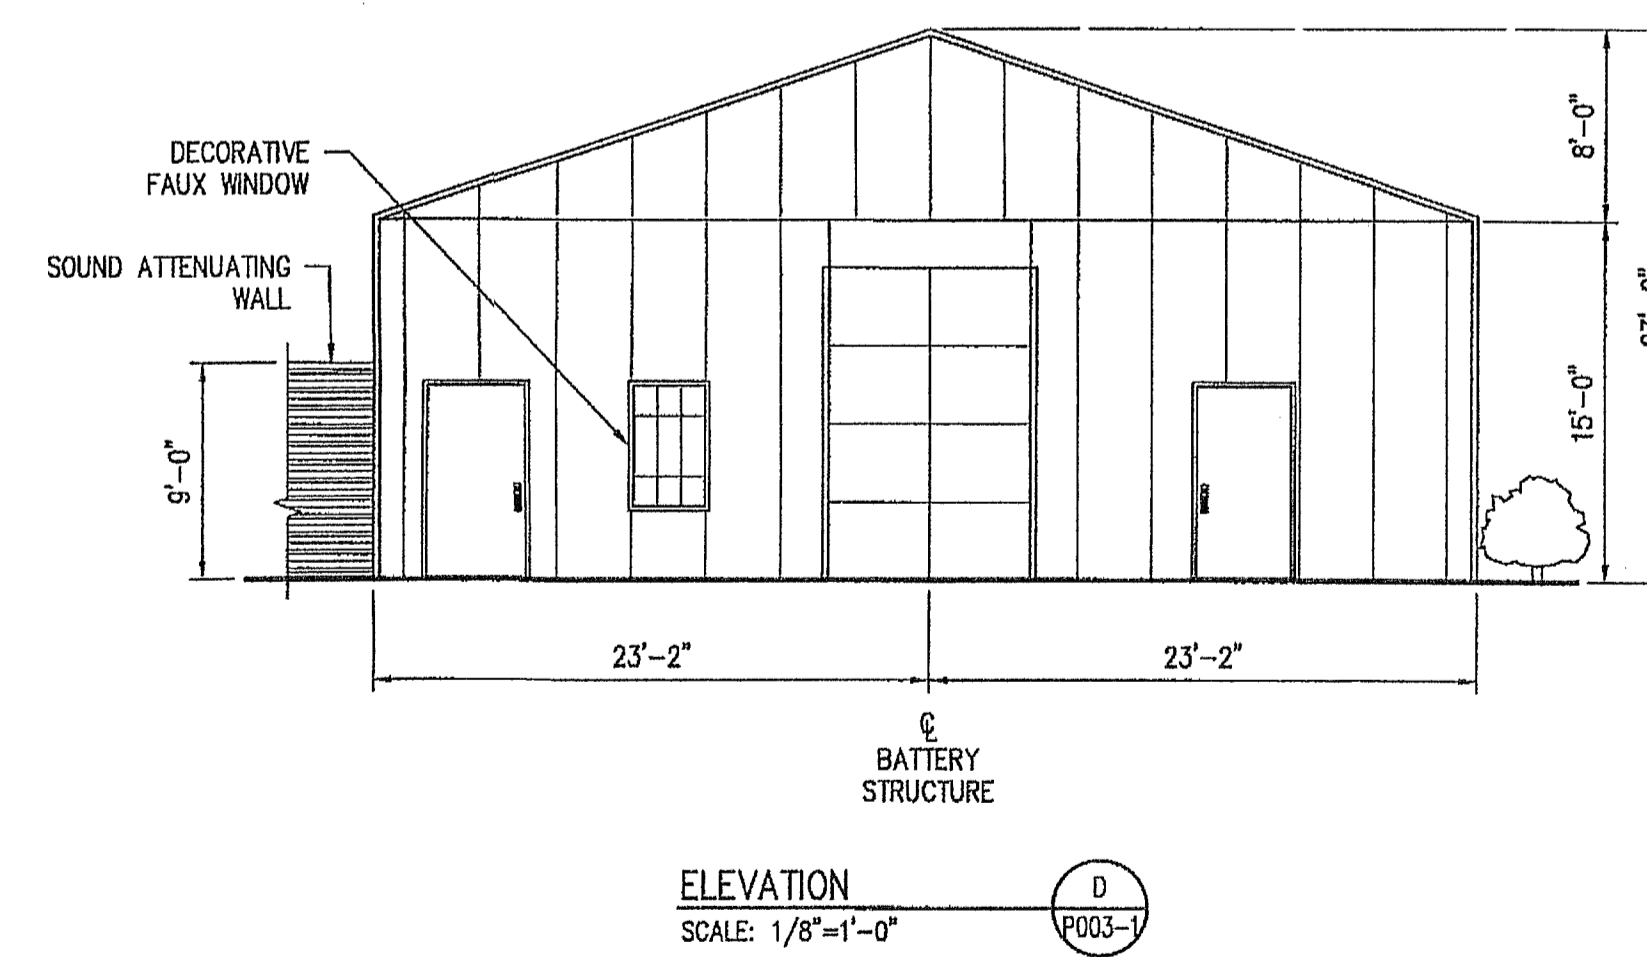 8'-0"
DECORATIVE
FAUX WINDOW
SOUND ATTENUATING
WALL
15'-0"
9'-0"
23'-2"
23'-2"
℄
BATTERY
STRUCTURE
ELEVATION
D
SCALE: 1/8"=1'-0"
P003-1